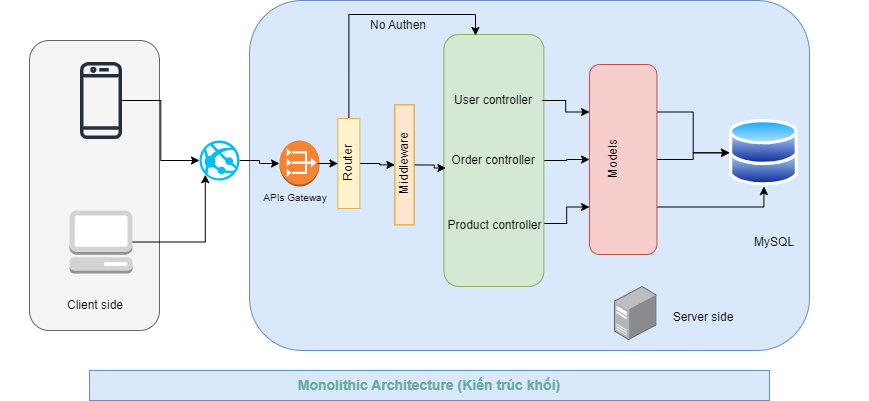 No Authen
User controller
Order controller
Product controller
Router
Middleware
Models
APIs Gateway
MySQL
Client side
Server side
Monolithic Architecture (Kiến trúc khối)